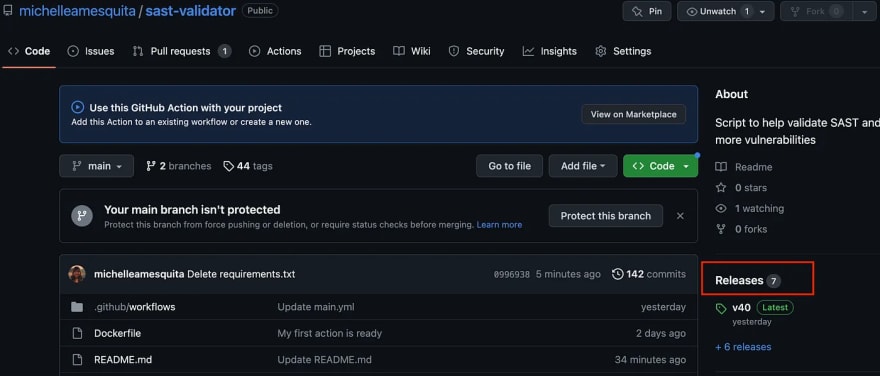 michelleamesquita / sast-validator Public
Pin
Unwatch 1
Fork 0
Code
Issues
Pull requests 1
Actions
Projects
Wiki
Security
Insights
Settings
Use this GitHub Action with your project
Add this Action to an existing workflow or create a new one.
View on Marketplace
main
2 branches
44 tags
Go to file
Add file
Code
Your main branch isn't protected
Protect this branch from force pushing or deletion, or require status checks before merging. Learn more
Protect this branch
michelleamesquita Delete requirements.txt
0996938 5 minutes ago
142 commits
.github/workflows Update main.yml yesterday
Dockerfile My first action is ready 2 days ago
README.md Update README.md 34 minutes ago
About
Script to help validate SAST and
more vulnerabilities
Readme
0 stars
1 watching
0 forks
Releases 7
v40 Latest
yesterday
+ 6 releases